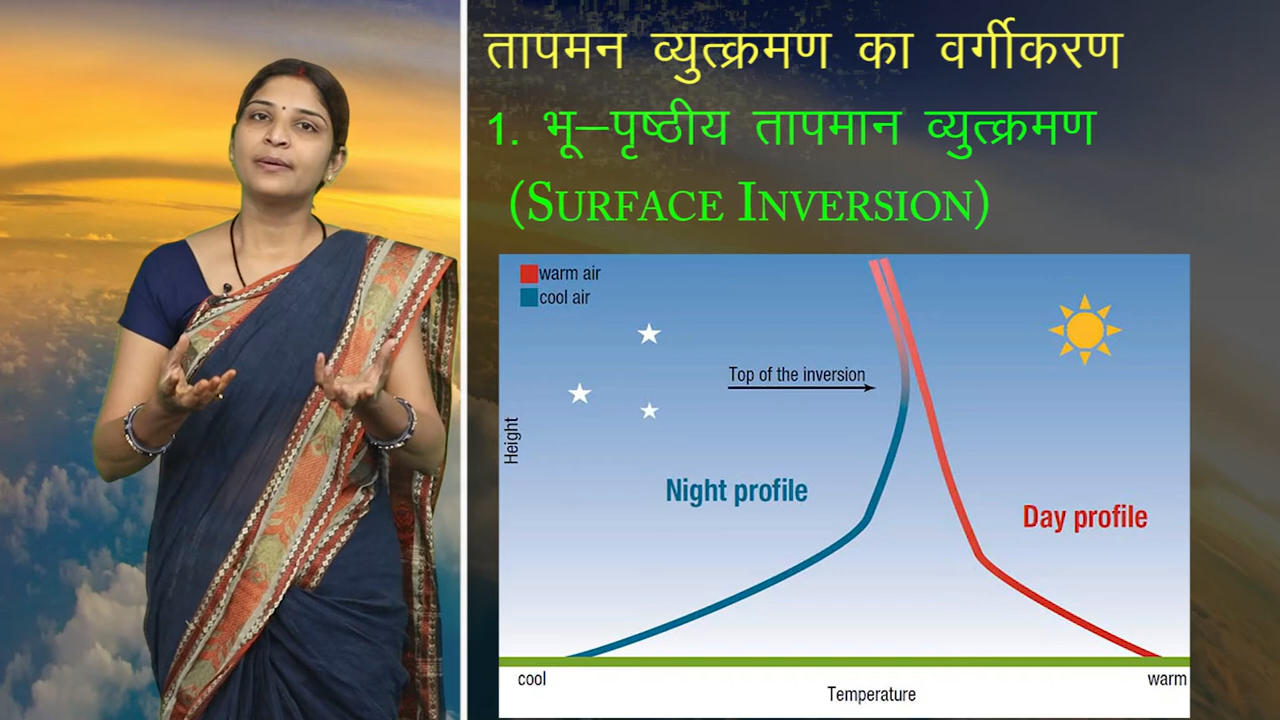 तापमन व्युत्क्रमण का वर्गीकरण
1. भू–पृष्ठीय तापमान व्युत्क्रमण
(SURFACE INVERSION)
warm air
cool air
Top of the inversion
Height
Night profile
Day profile
cool
warm
Temperature